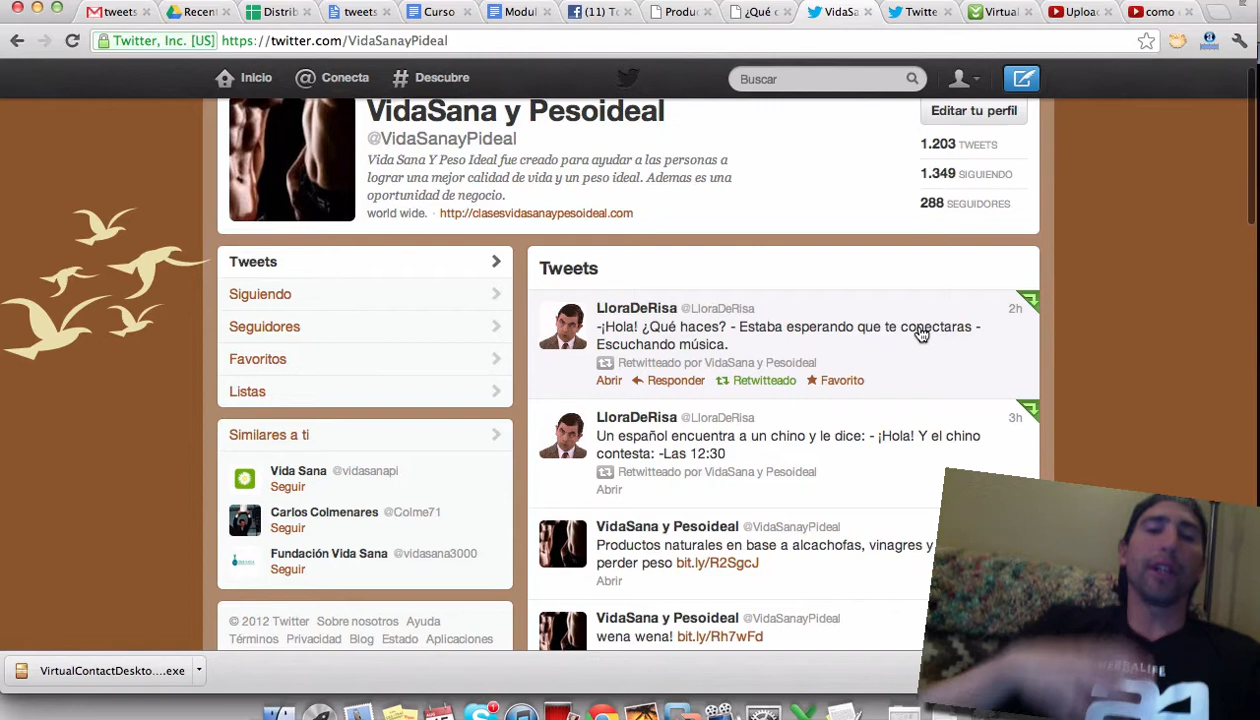 tweets
Recent
Distrib
tweets
Curso
Modul
(11) T
Produc
¿Qué c
VidaSa
Twitte
Virtual
Uploa
como
Twitter, Inc. [US] https://twitter.com/VidaSanayPideal
Inicio
Conecta
Descubre
Buscar
VidaSana y Pesoideal
@VidaSanayPideal
Vida Sana Y Peso Ideal fue creado para ayudar a las personas a
lograr una mejor calidad de vida y un peso ideal. Ademas es una
oportunidad de negocio.
world wide. · http://clasesvidasanaypesoideal.com
Editar tu perfil
1.203 TWEETS
1.349 SIGUIENDO
288 SEGUIDORES
Tweets
Siguiendo
Seguidores
Favoritos
Listas
Similares a ti
Vida Sana @vidasanapi
Seguir
Carlos Colmenares @Colme71
Seguir
Fundación Vida Sana @vidasana3000
Seguir
© 2012 Twitter Sobre nosotros Ayuda
Términos Privacidad Blog Estado Aplicaciones
Tweets
LloraDeRisa @LloraDeRisa 2h
-¡Hola! ¿Qué haces? - Estaba esperando que te conectaras -
Escuchando música.
Retwitteado por VidaSana y Pesoideal
Abrir Responder Retwitteado Favorito
LloraDeRisa @LloraDeRisa 3h
Un español encuentra a un chino y le dice: - ¡Hola! Y el chino
contesta: -Las 12:30
Retwitteado por VidaSana y Pesoideal
Abrir
VidaSana y Pesoideal @VidaSanayPideal
Productos naturales en base a alcachofas, vinagres y
perder peso bit.ly/R2SgcJ
Abrir
VidaSana y Pesoideal @VidaSanayPideal
wena wena! bit.ly/Rh7wFd
VirtualContactDeskto....exe
HERBALIFE